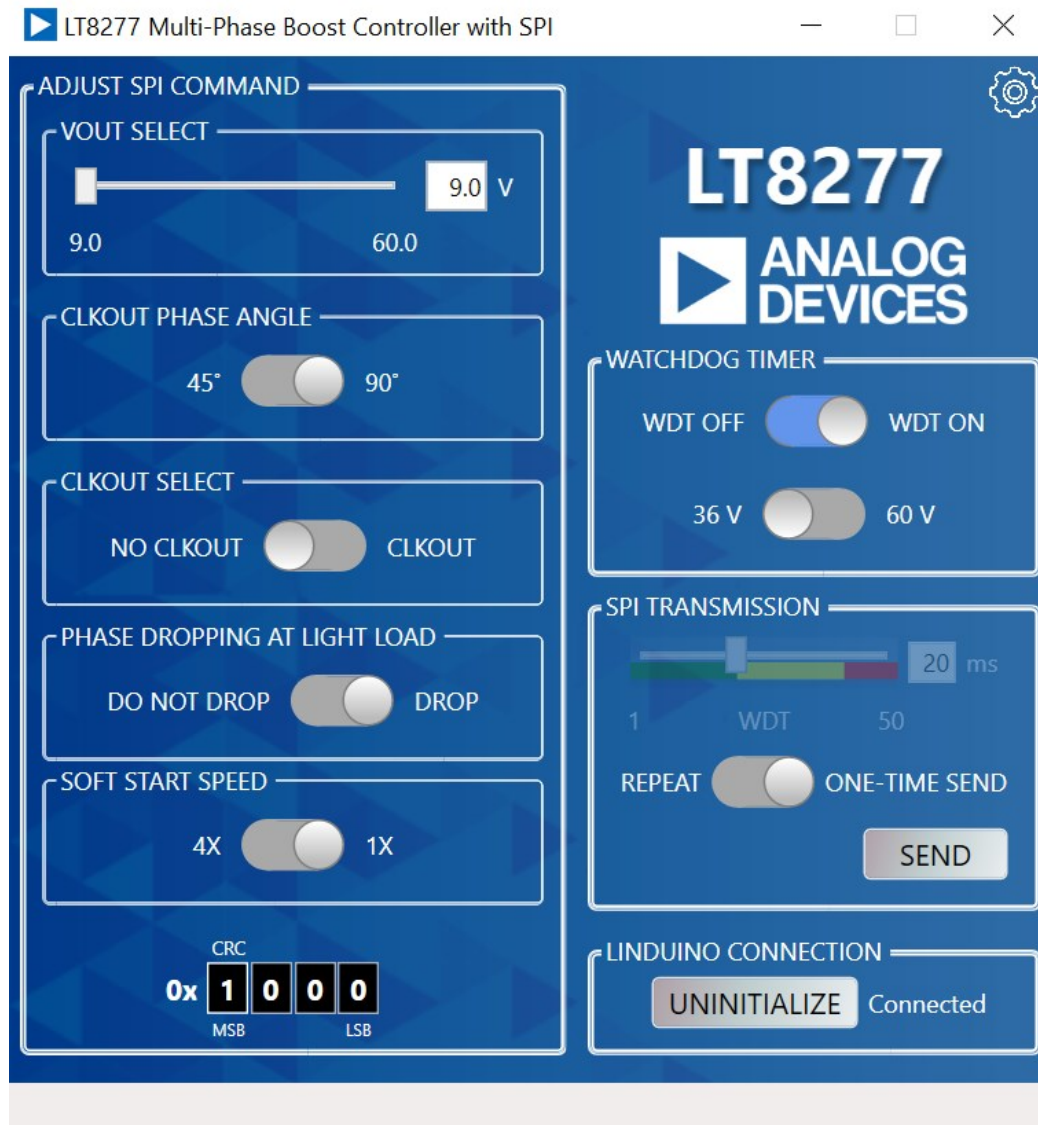 LT8277 Multi-Phase Boost Controller with SPI
ADJUST SPI COMMAND
VOUT SELECT
9.0 V
9.0 60.0
CLKOUT PHASE ANGLE
45° 90°
CLKOUT SELECT
NO CLKOUT CLKOUT
PHASE DROPPING AT LIGHT LOAD
DO NOT DROP DROP
SOFT START SPEED
4X 1X
CRC
0x 1 0 0 0
MSB LSB
LT8277
ANALOG
DEVICES
WATCHDOG TIMER
WDT OFF WDT ON
36 V 60 V
SPI TRANSMISSION
20 ms
1 WDT 50
REPEAT ONE-TIME SEND
SEND
LINDUINO CONNECTION
UNINITIALIZE Connected